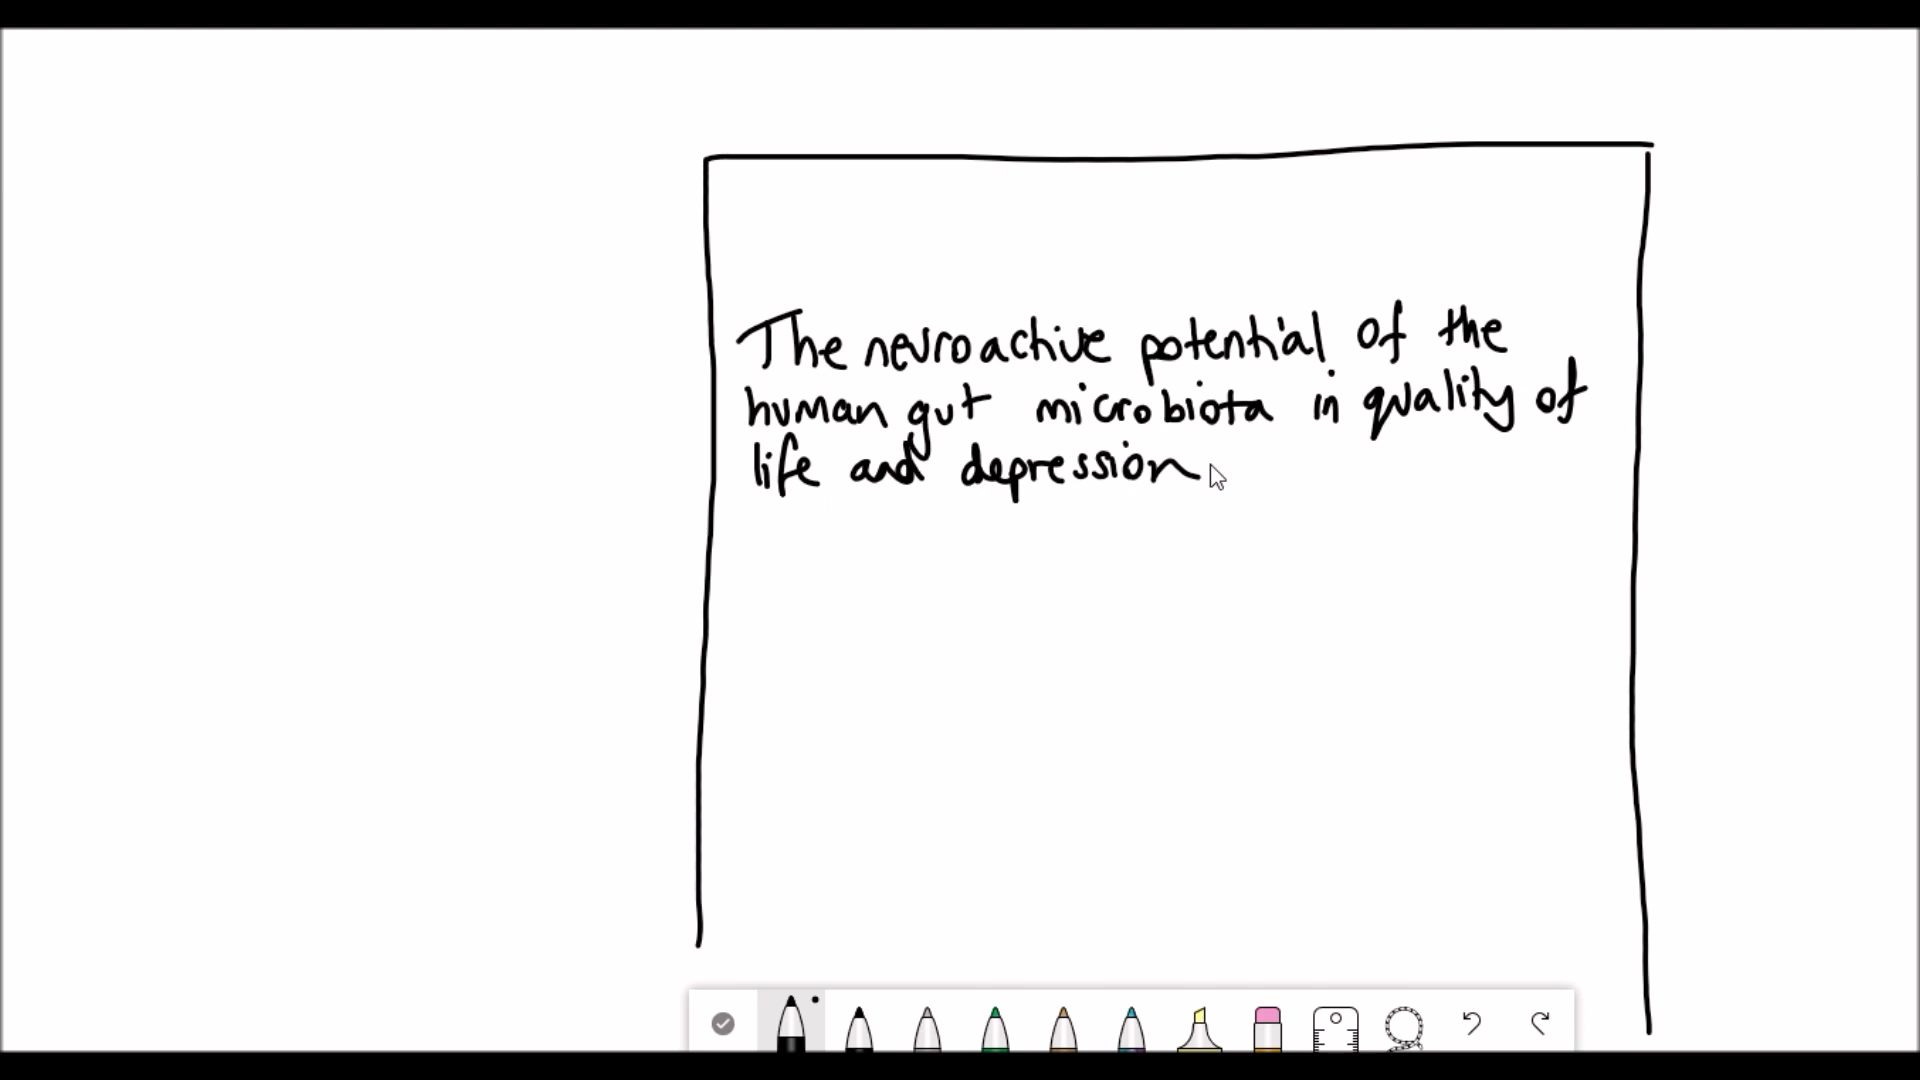 The neuroactive potential of the
human gut microbiota in quality of
life and depression